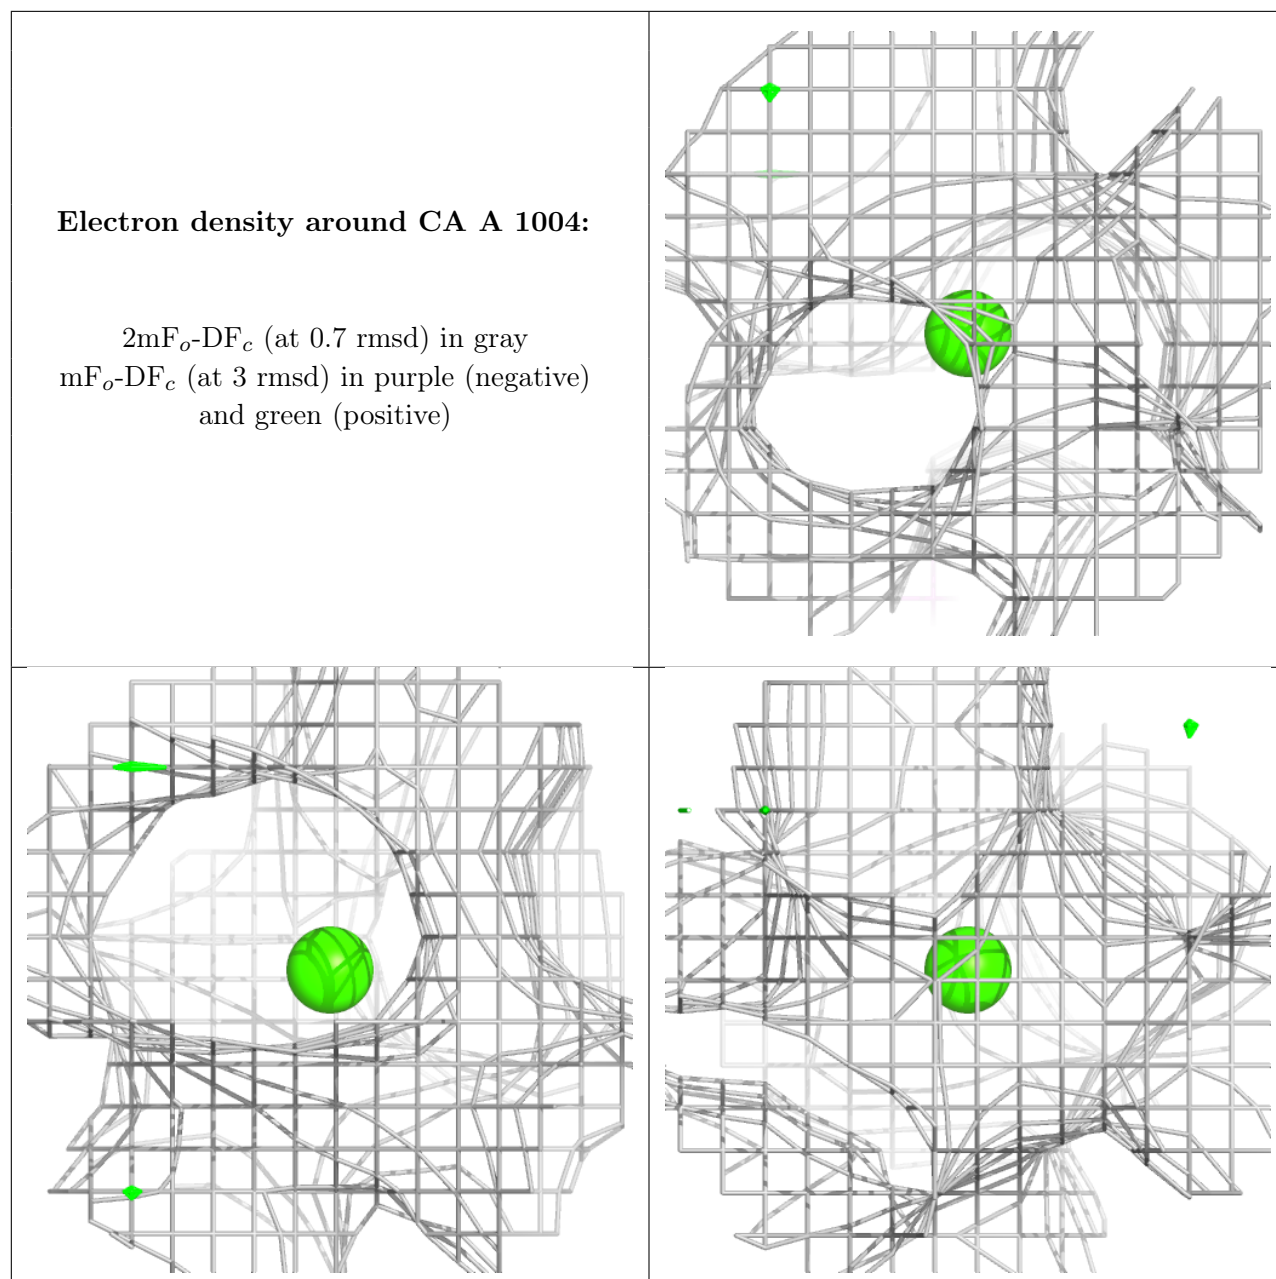 Electron density around CA A 1004:
2mFo-DFc (at 0.7 rmsd) in gray
mFo-DFc (at 3 rmsd) in purple (negative)
and green (positive)